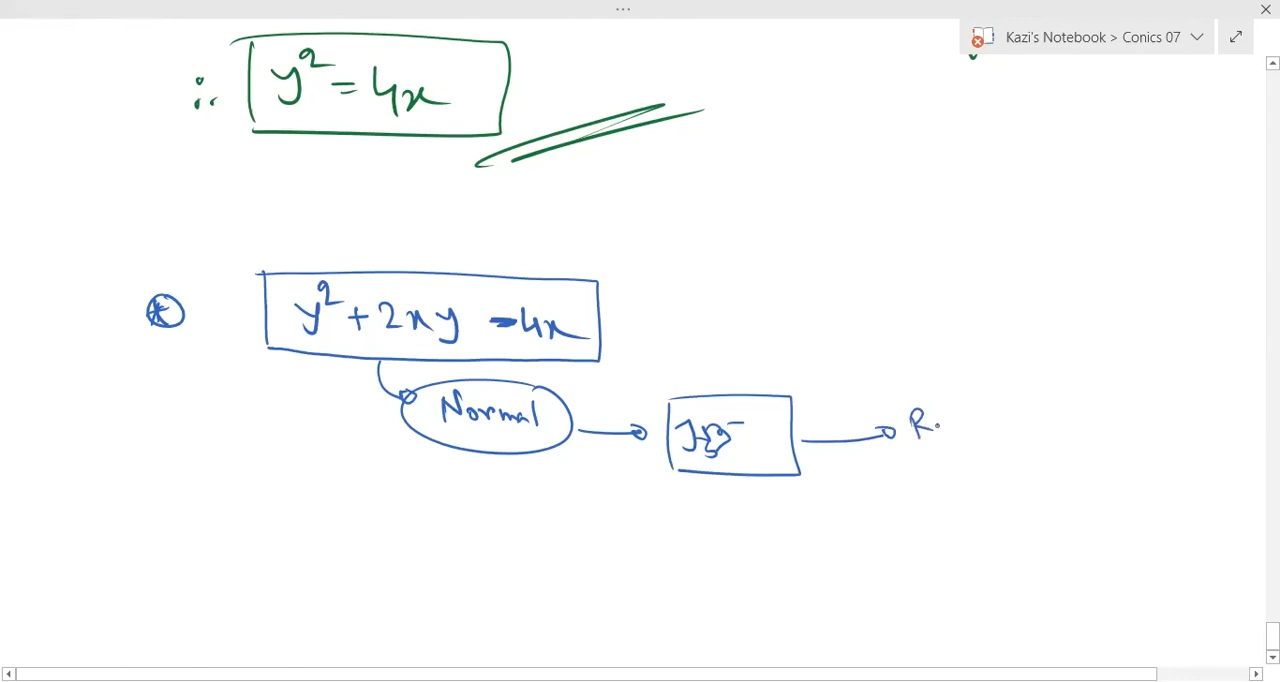 Kazi's Notebook > Conics 07
∴ y² = 4x
* y² + 2xy - 4x
Normal
R.